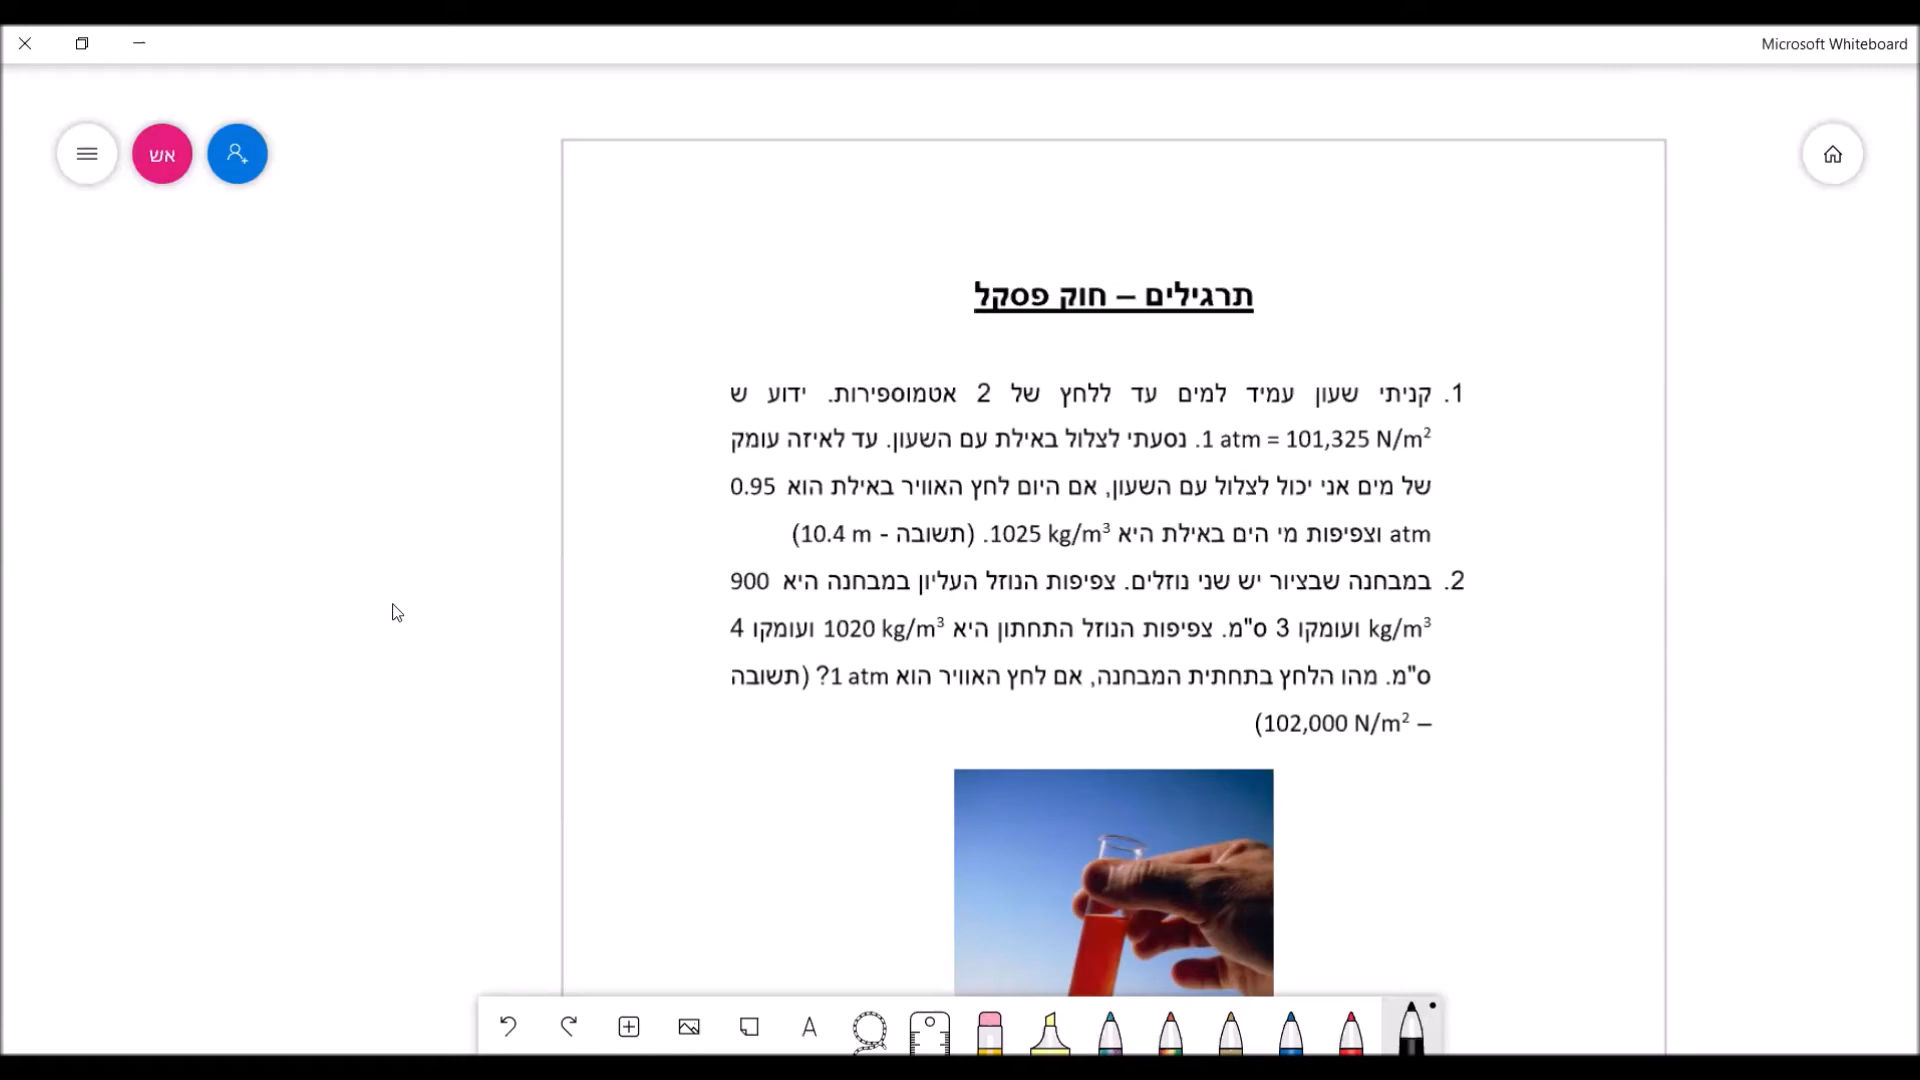 Microsoft Whiteboard
אש
תרגילים – חוק פסקל
1. קניתי שעון עמיד למים עד ללחץ של 2 אטמוספירות. ידוע ש
1 atm = 101,325 N/m². נסעתי לצלול באילת עם השעון. עד לאיזה עומק
של מים אני יכול לצלול עם השעון, אם היום לחץ האוויר באילת הוא 0.95
atm וצפיפות מי הים באילת היא 1025 kg/m³. (תשובה - 10.4 m)
2. במבחנה שבציור יש שני נוזלים. צפיפות הנוזל העליון במבחנה היא 900
kg/m³ ועומקו 3 ס"מ. צפיפות הנוזל התחתון היא 1020 kg/m³ ועומקו 4
ס"מ. מהו הלחץ בתחתית המבחנה, אם לחץ האוויר הוא 1 atm? (תשובה
– 102,000 N/m²)